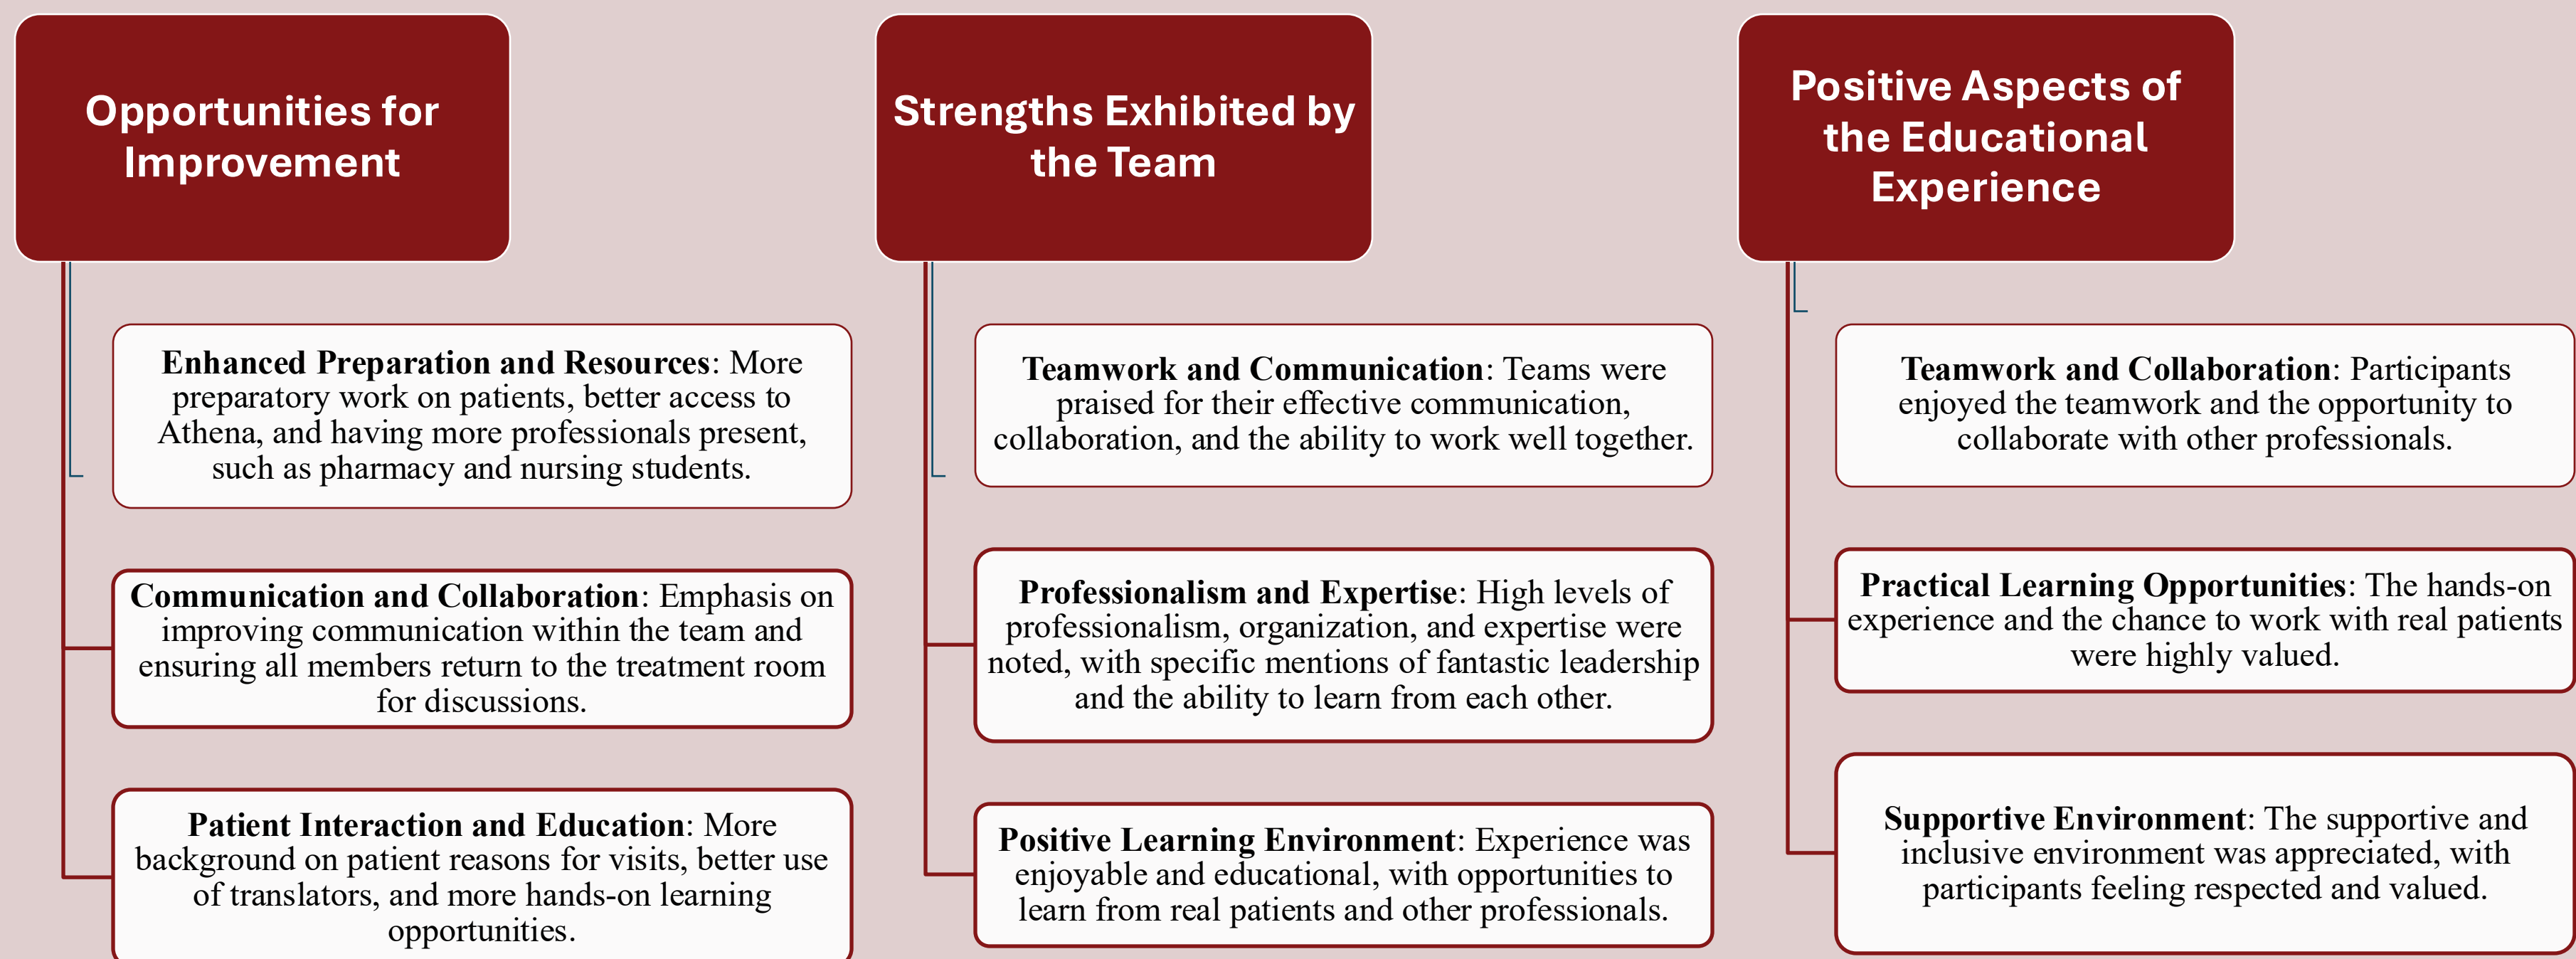 Opportunities for
Improvement
Enhanced Preparation and Resources: More
preparatory work on patients, better access to
Athena, and having more professionals present,
such as pharmacy and nursing students.
Communication and Collaboration: Emphasis on
improving communication within the team and
ensuring all members return to the treatment room
for discussions.
Patient Interaction and Education: More
background on patient reasons for visits, better use
of translators, and more hands-on learning
opportunities.
Strengths Exhibited by
the Team
Teamwork and Communication: Teams were
praised for their effective communication,
collaboration, and the ability to work well together.
Professionalism and Expertise: High levels of
professionalism, organization, and expertise were
noted, with specific mentions of fantastic leadership
and the ability to learn from each other.
Positive Learning Environment: Experience was
enjoyable and educational, with opportunities to
learn from real patients and other professionals.
Positive Aspects of
the Educational
Experience
Teamwork and Collaboration: Participants
enjoyed the teamwork and the opportunity to
collaborate with other professionals.
Practical Learning Opportunities: The hands-on
experience and the chance to work with real patients
were highly valued.
Supportive Environment: The supportive and
inclusive environment was appreciated, with
participants feeling respected and valued.